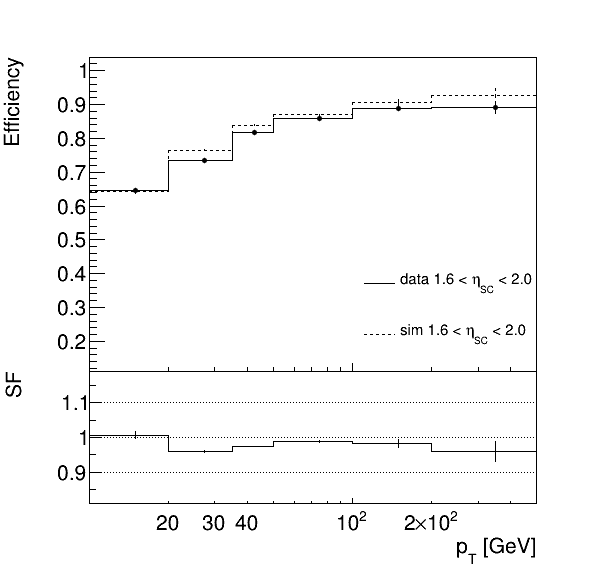 Efficiency
1
0.9
0.8
0.7
0.6
0.5
0.4
0.3
0.2
data 1.6 < η_SC < 2.0
sim 1.6 < η_SC < 2.0
SF
1.1
1
0.9
20 30 40 10² 2×10²
p_T [GeV]